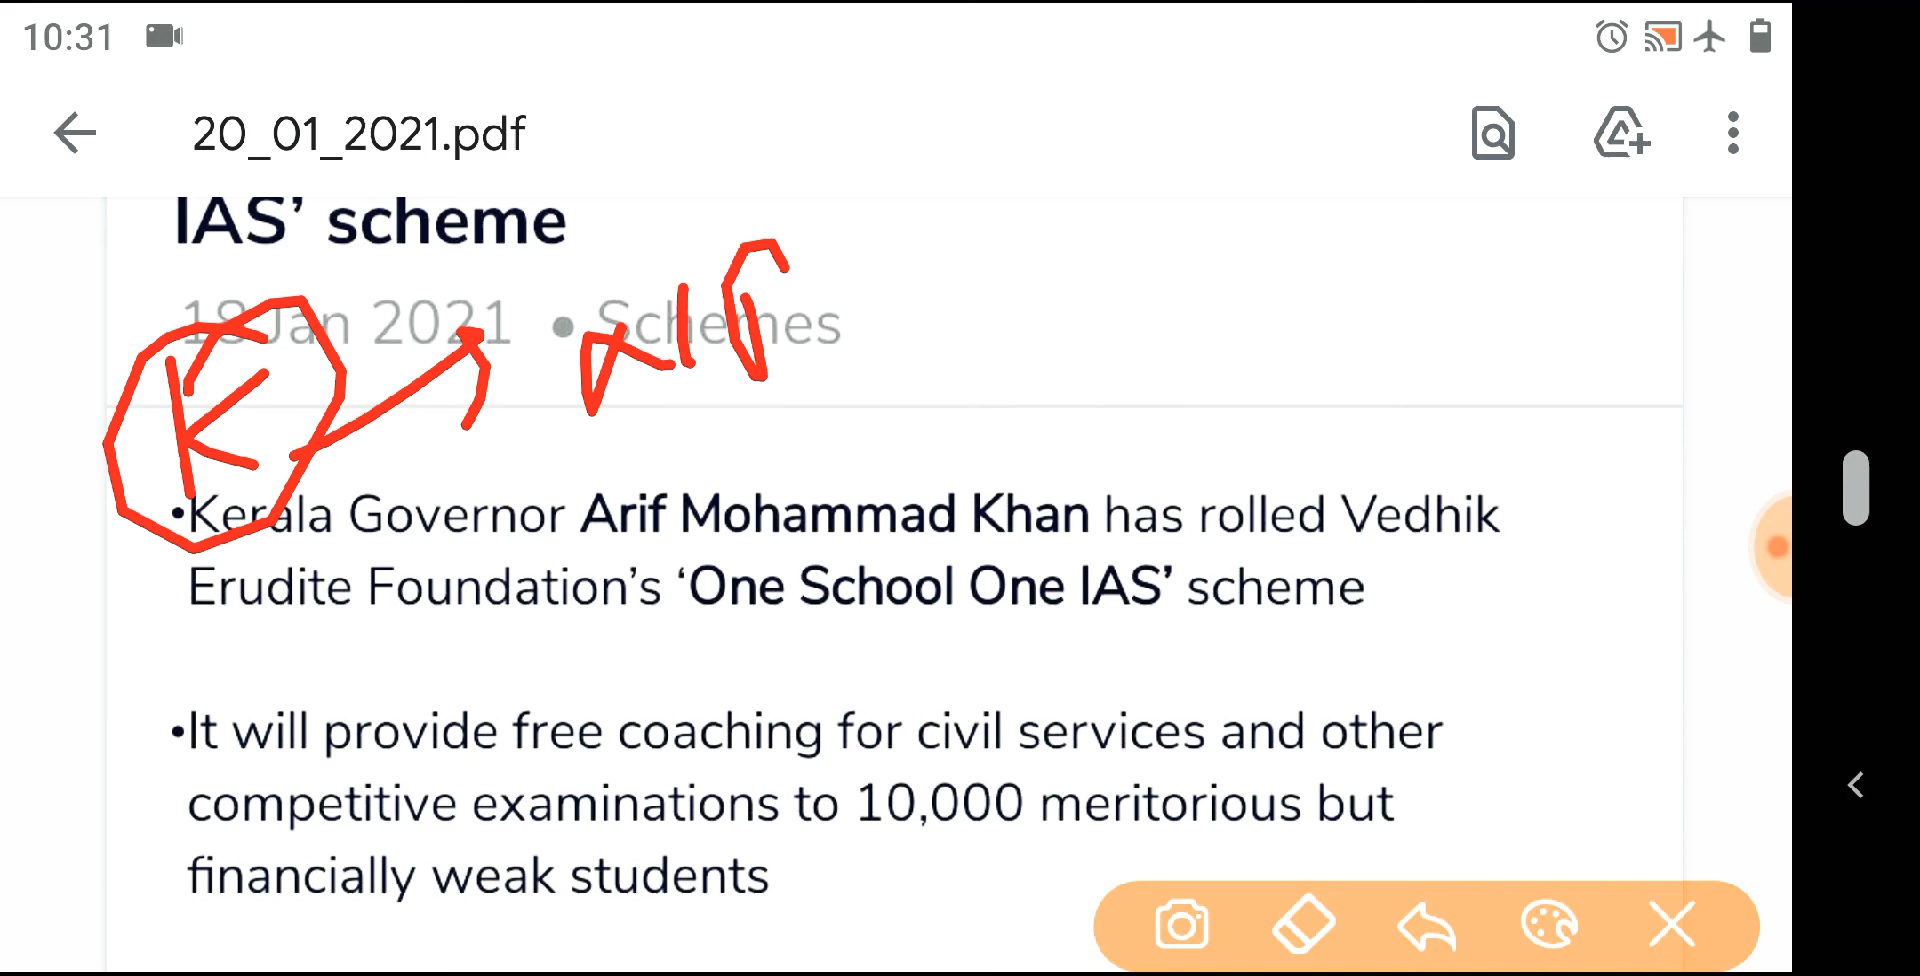 10:31
20_01_2021.pdf
IAS’ scheme
18 Jan 2021 • Schemes
K
•Kerala Governor Arif Mohammad Khan has rolled Vedhik
Erudite Foundation’s ‘One School One IAS’ scheme
•It will provide free coaching for civil services and other
competitive examinations to 10,000 meritorious but
financially weak students